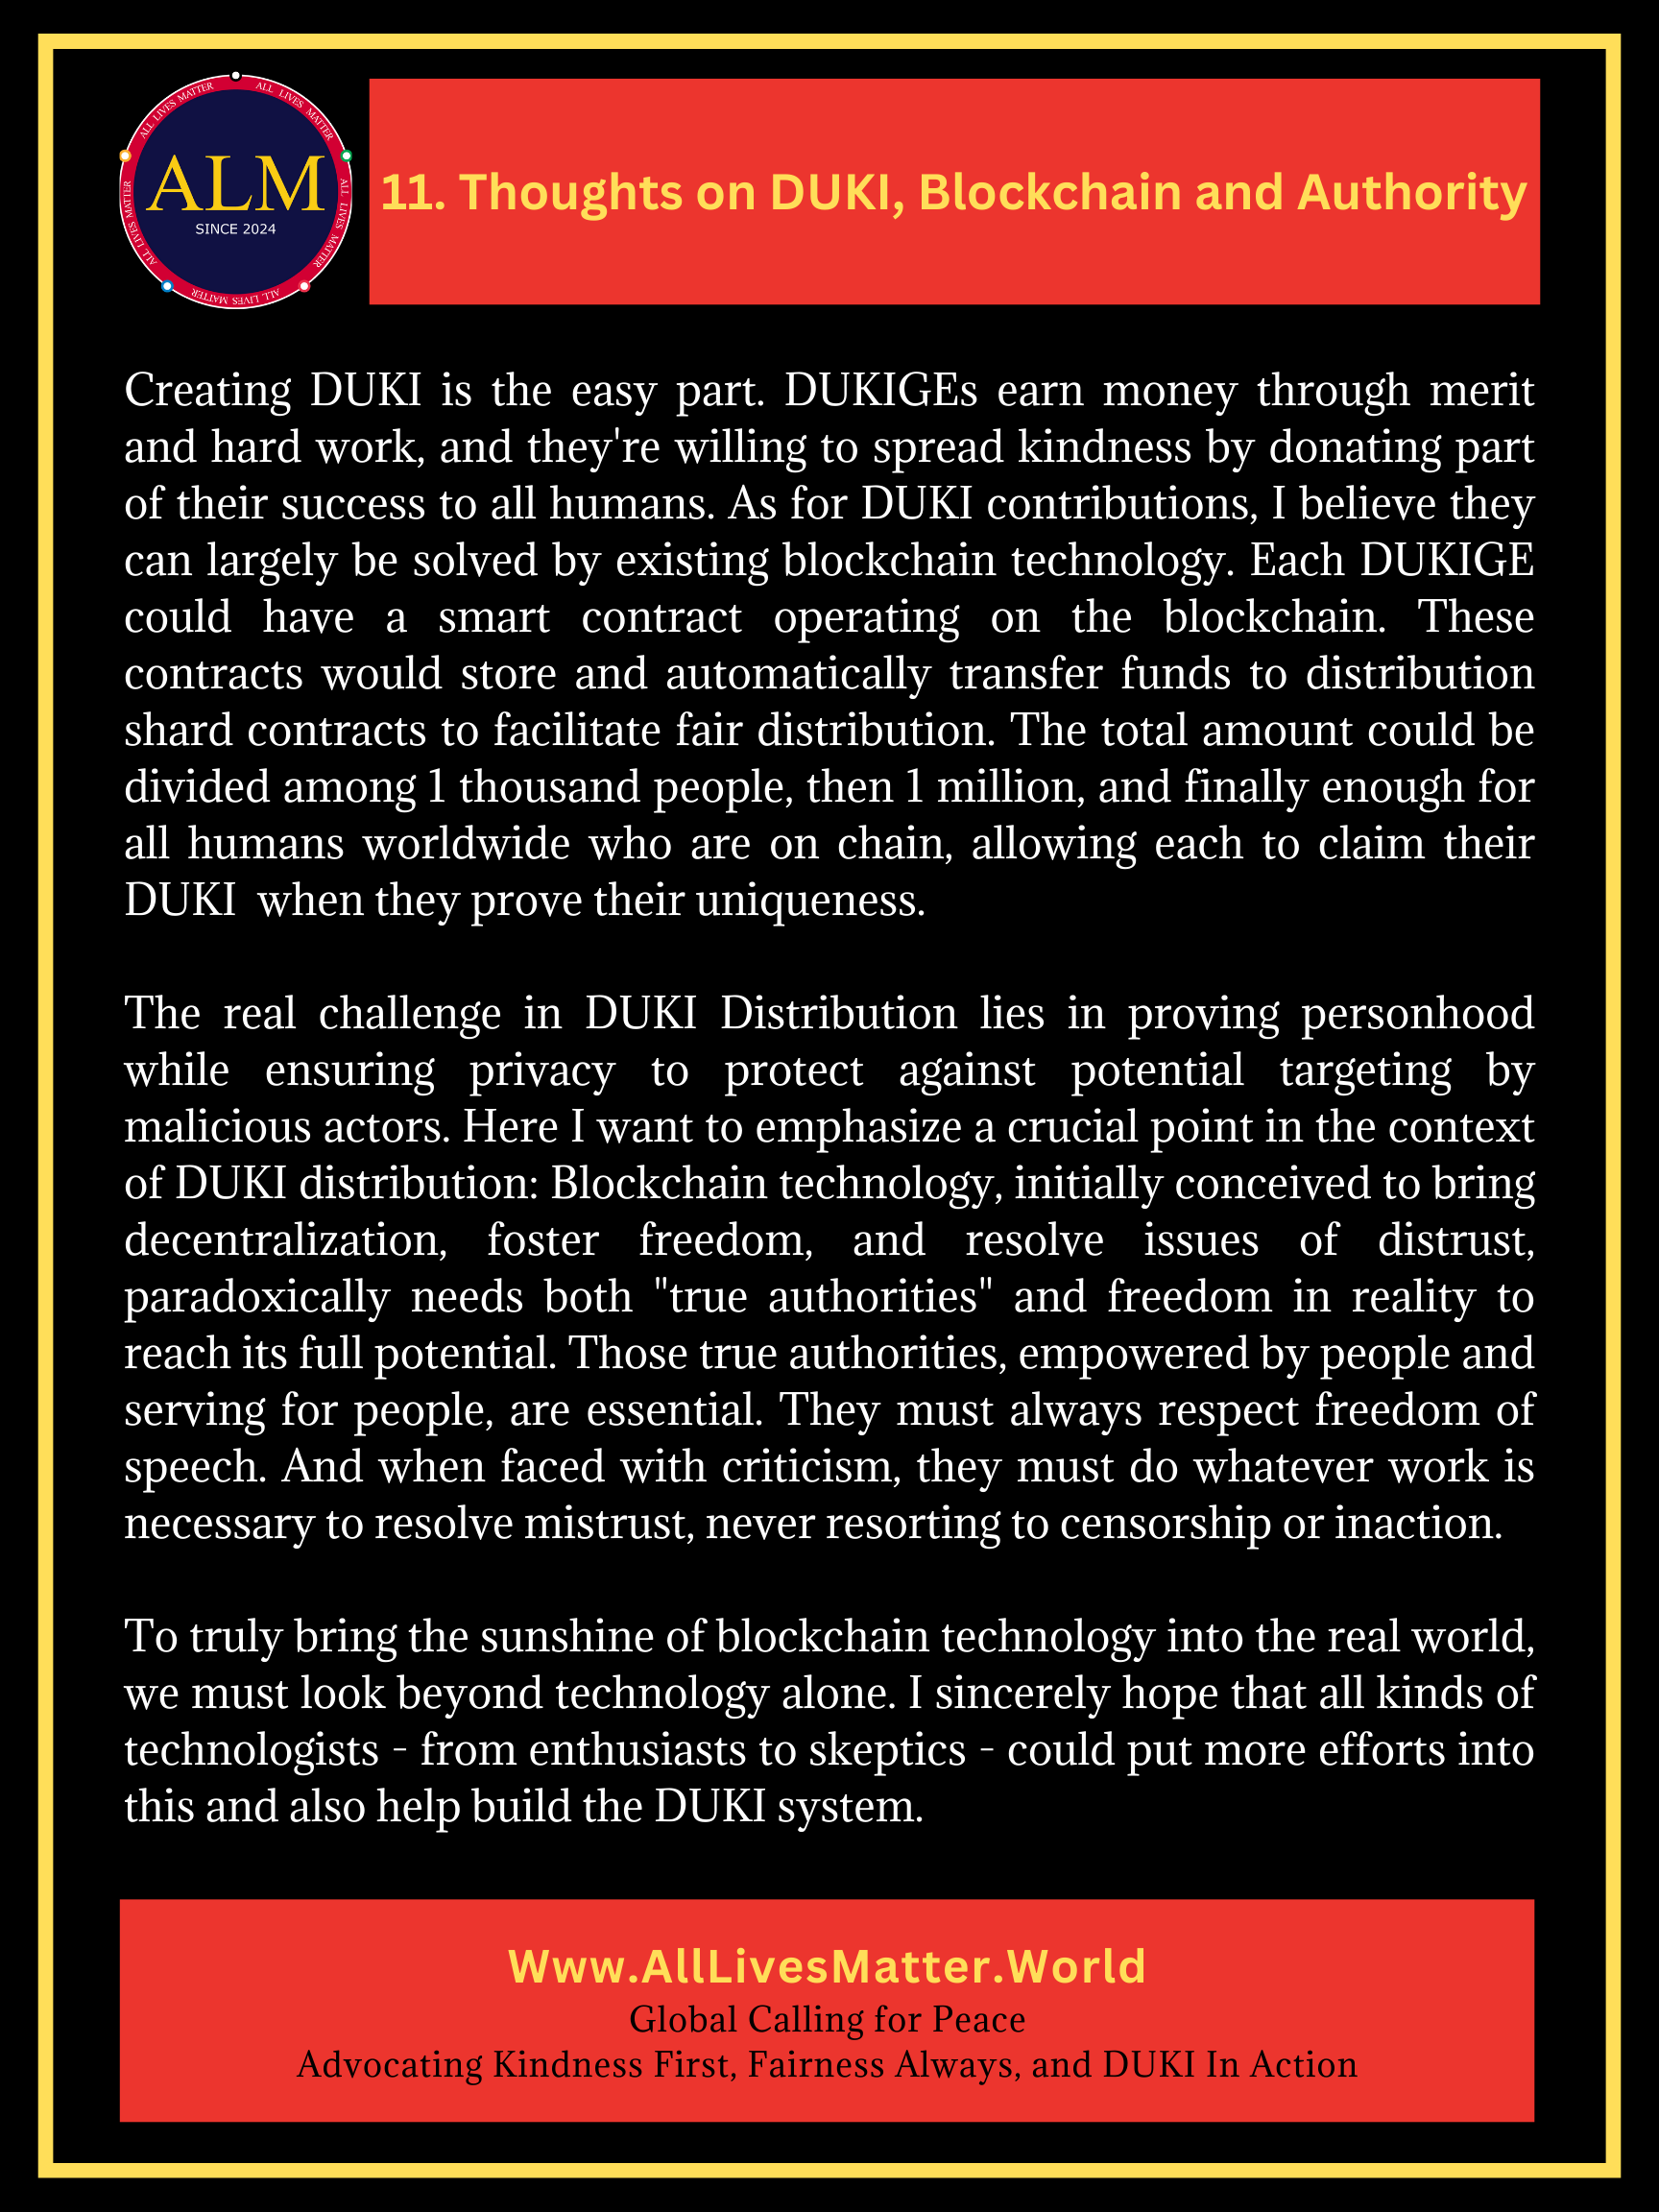 ALL LIVES MATTER
ALL LIVES MATTER
ALL LIVES MATTER
ALL LIVES MATTER
ALL LIVES MATTER
ALM
SINCE 2024
11. Thoughts on DUKI, Blockchain and Authority
Creating DUKI is the easy part. DUKIGEs earn money through merit
and hard work, and they're willing to spread kindness by donating part
of their success to all humans. As for DUKI contributions, I believe they
can largely be solved by existing blockchain technology. Each DUKIGE
could have a smart contract operating on the blockchain. These
contracts would store and automatically transfer funds to distribution
shard contracts to facilitate fair distribution. The total amount could be
divided among 1 thousand people, then 1 million, and finally enough for
all humans worldwide who are on chain, allowing each to claim their
DUKI  when they prove their uniqueness.
The real challenge in DUKI Distribution lies in proving personhood
while ensuring privacy to protect against potential targeting by
malicious actors. Here I want to emphasize a crucial point in the context
of DUKI distribution: Blockchain technology, initially conceived to bring
decentralization, foster freedom, and resolve issues of distrust,
paradoxically needs both "true authorities" and freedom in reality to
reach its full potential. Those true authorities, empowered by people and
serving for people, are essential. They must always respect freedom of
speech. And when faced with criticism, they must do whatever work is
necessary to resolve mistrust, never resorting to censorship or inaction.
To truly bring the sunshine of blockchain technology into the real world,
we must look beyond technology alone. I sincerely hope that all kinds of
technologists - from enthusiasts to skeptics - could put more efforts into
this and also help build the DUKI system.
Www.AllLivesMatter.World
Global Calling for Peace
Advocating Kindness First, Fairness Always, and DUKI In Action